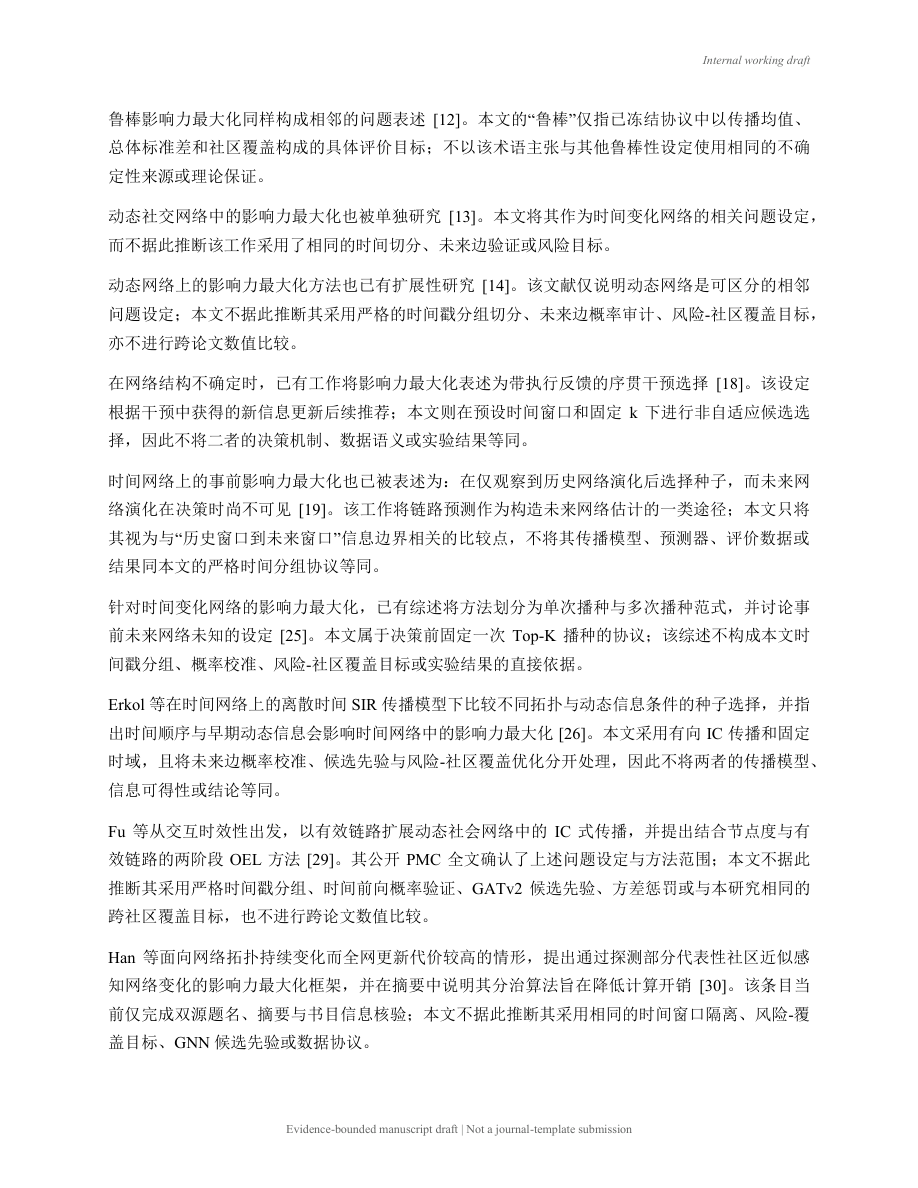 Internal working draft
鲁棒影响力最大化同样构成相邻的问题表述 [12]。本文的“鲁棒”仅指已冻结协议中以传播均值、
总体标准差和社区覆盖构成的具体评价目标；不以该术语主张与其他鲁棒性设定使用相同的不确
定性来源或理论保证。
动态社交网络中的影响力最大化也被单独研究 [13]。本文将其作为时间变化网络的相关问题设定，
而不据此推断该工作采用了相同的时间切分、未来边验证或风险目标。
动态网络上的影响力最大化方法也已有扩展性研究 [14]。该文献仅说明动态网络是可区分的相邻
问题设定；本文不据此推断其采用严格的时间戳分组切分、未来边概率审计、风险-社区覆盖目标，
亦不进行跨论文数值比较。
在网络结构不确定时，已有工作将影响力最大化表述为带执行反馈的序贯干预选择 [18]。该设定
根据干预中获得的新信息更新后续推荐；本文则在预设时间窗口和固定 k 下进行非自适应候选选
择，因此不将二者的决策机制、数据语义或实验结果等同。
时间网络上的事前影响力最大化也已被表述为：在仅观察到历史网络演化后选择种子，而未来网
络演化在决策时尚不可见 [19]。该工作将链路预测作为构造未来网络估计的一类途径；本文只将
其视为与“历史窗口到未来窗口”信息边界相关的比较点，不将其传播模型、预测器、评价数据或
结果同本文的严格时间分组协议等同。
针对时间变化网络的影响力最大化，已有综述将方法划分为单次播种与多次播种范式，并讨论事
前未来网络未知的设定 [25]。本文属于决策前固定一次 Top-K 播种的协议；该综述不构成本文时
间戳分组、概率校准、风险-社区覆盖目标或实验结果的直接依据。
Erkol 等在时间网络上的离散时间 SIR 传播模型下比较不同拓扑与动态信息条件的种子选择，并指
出时间顺序与早期动态信息会影响时间网络中的影响力最大化 [26]。本文采用有向 IC 传播和固定
时域，且将未来边概率校准、候选先验与风险-社区覆盖优化分开处理，因此不将两者的传播模型、
信息可得性或结论等同。
Fu 等从交互时效性出发，以有效链路扩展动态社会网络中的 IC 式传播，并提出结合节点度与有
效链路的两阶段 OEL 方法 [29]。其公开 PMC 全文确认了上述问题设定与方法范围；本文不据此
推断其采用严格时间戳分组、时间前向概率验证、GATv2 候选先验、方差惩罚或与本研究相同的
跨社区覆盖目标，也不进行跨论文数值比较。
Han 等面向网络拓扑持续变化而全网更新代价较高的情形，提出通过探测部分代表性社区近似感
知网络变化的影响力最大化框架，并在摘要中说明其分治算法旨在降低计算开销 [30]。该条目当
前仅完成双源题名、摘要与书目信息核验；本文不据此推断其采用相同的时间窗口隔离、风险-覆
盖目标、GNN 候选先验或数据协议。
Evidence-bounded manuscript draft | Not a journal-template submission